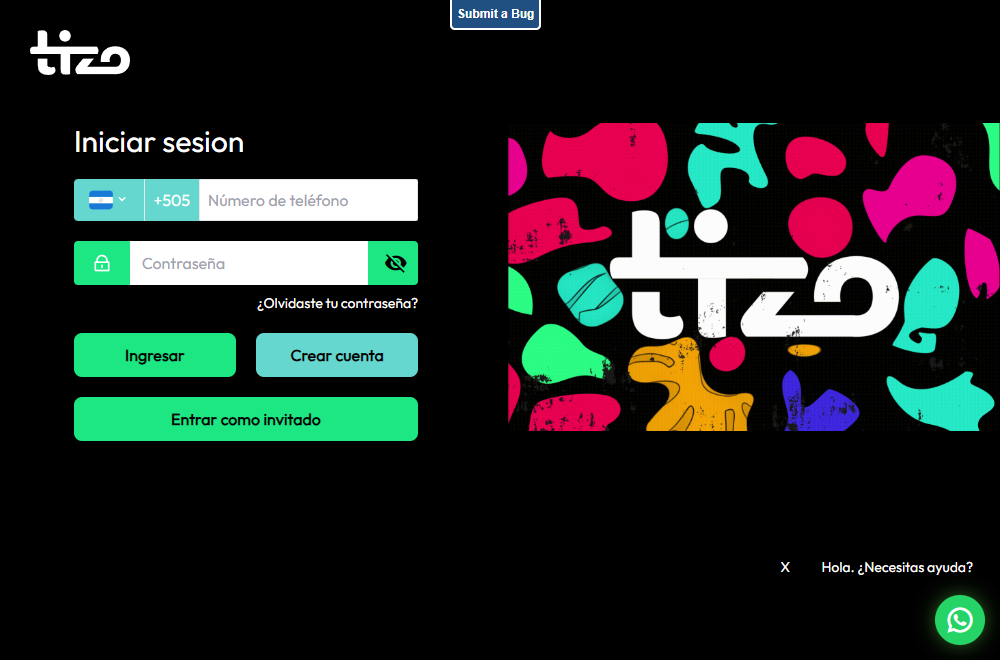 Submit a Bug
tizo
Iniciar sesion
+505 Número de teléfono
Contraseña
¿Olvidaste tu contraseña?
Ingresar
Crear cuenta
Entrar como invitado
tizo
X Hola. ¿Necesitas ayuda?